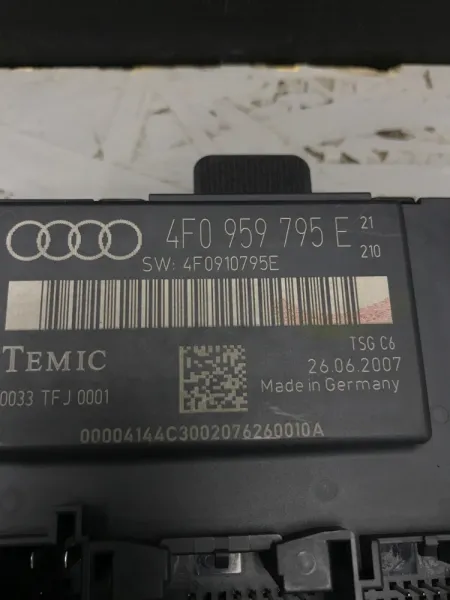 4F0 959 795 E 21
210
SW: 4F0910795E
TSG C6
TEMIC
26.06.2007
0033 TFJ 0001
Made in Germany
00004144C3002076260010A